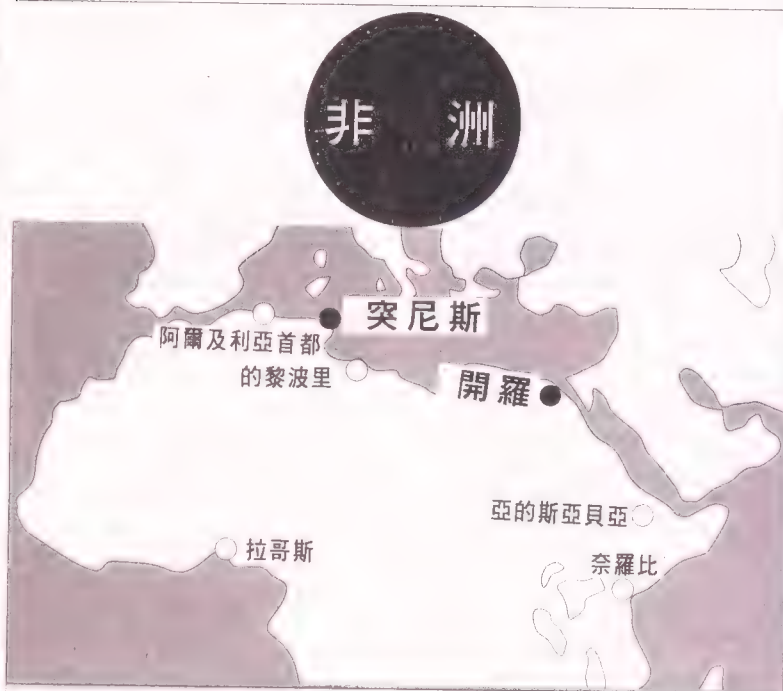 非洲
突尼斯
阿爾及利亞首都
的黎波里
開羅
亞的斯亞貝亞
拉哥斯
奈羅比